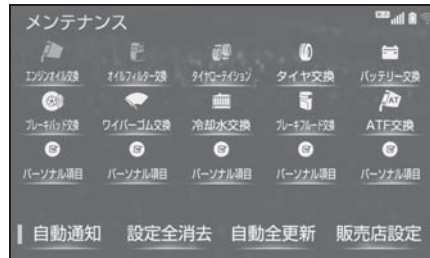 メンテナンス
エンジンオイル交換 オイルフィルター交換 タイヤローテイション タイヤ交換 バッテリー交換
ブレーキパッド交換 ワイパーゴム交換 冷却水交換 ブレーキフルード交換 ATF交換
パーソナル項目 パーソナル項目 パーソナル項目 パーソナル項目 パーソナル項目
自動通知 設定全消去 自動全更新 販売店設定